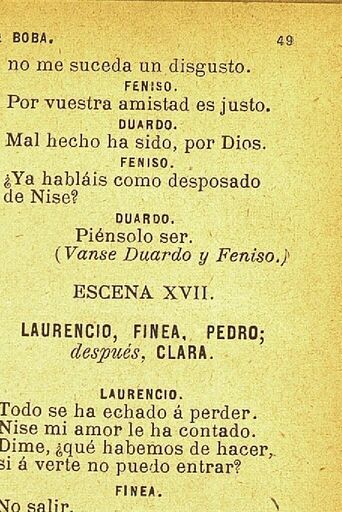 BOBA. 49
no me suceda un disgusto.
FENISO.
Por vuestra amistad es justo.
DUARDO.
Mal hecho ha sido, por Dios.
FENISO.
¿Ya habláis como desposado
de Nise?
DUARDO.
Piénsolo ser.
(Vanse Duardo y Feniso.)
ESCENA XVII.
LAURENCIO, FINEA, PEDRO;
después, CLARA.
LAURENCIO.
Todo se ha echado á perder.
Nise mi amor le ha contado.
Dime, ¿qué habemos de hacer,
si á verte no puedo entrar?
FINEA.
No salir.